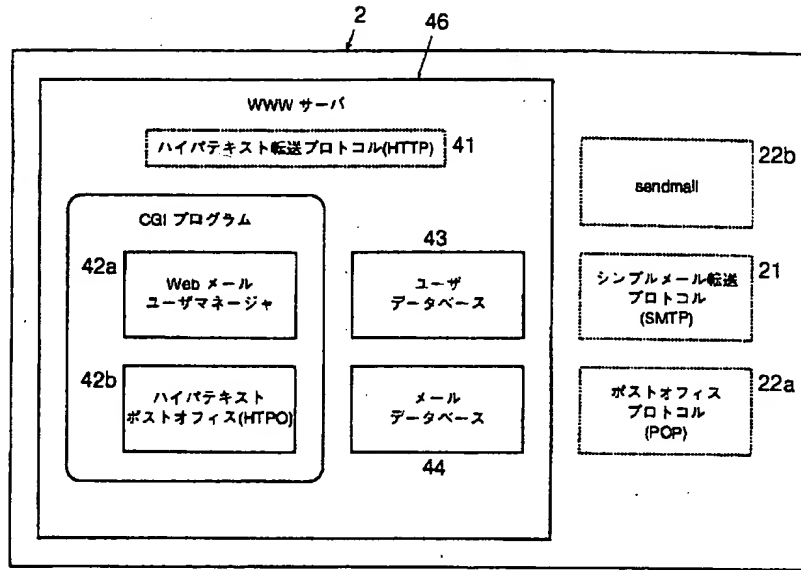 2
46
WWW サーバ
ハイパテキスト転送プロトコル(HTTP)
41
CGI プログラム
42a
Web メール
ユーザマネージャ
42b
ハイパテキスト
ポストオフィス(HTPO)
43
ユーザ
データベース
メール
データベース
44
22b
sendmail
21
シンプルメール転送
プロトコル
(SMTP)
22a
ポストオフィス
プロトコル
(POP)